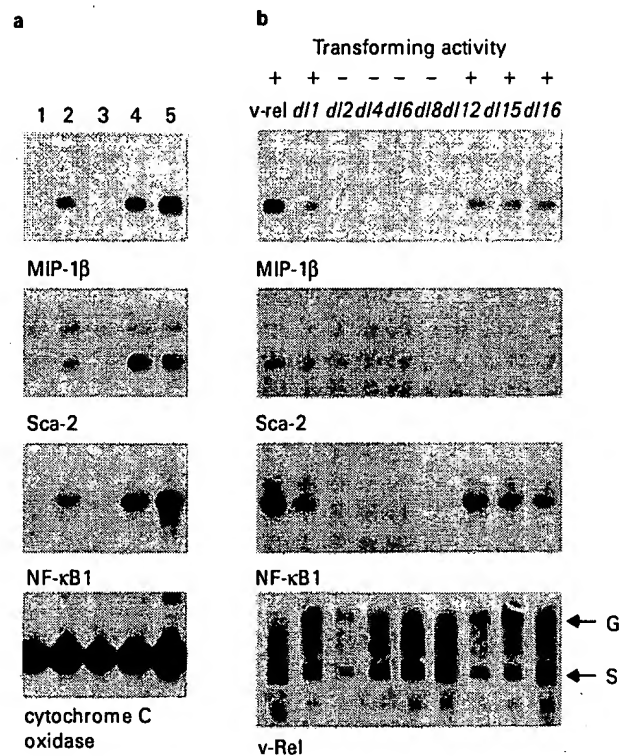 a
1 2 3 4 5
MIP-1β
Sca-2
NF-κB1
cytochrome C
oxidase
b
Transforming activity
+ + - - - - + + +
v-rel dl1 dl2 dl4 dl6 dl8 dl12 dl15 dl16
MIP-1β
Sca-2
NF-κB1
G
S
v-Rel